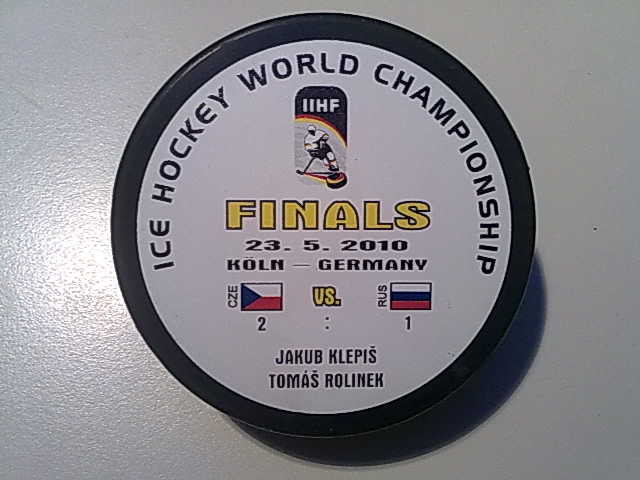 ICE HOCKEY WORLD CHAMPIONSHIP
IIHF
FINALS
23. 5. 2010
KÖLN – GERMANY
CZE VS. RUS
2 : 1
JAKUB KLEPIŠ
TOMÁŠ ROLINEK